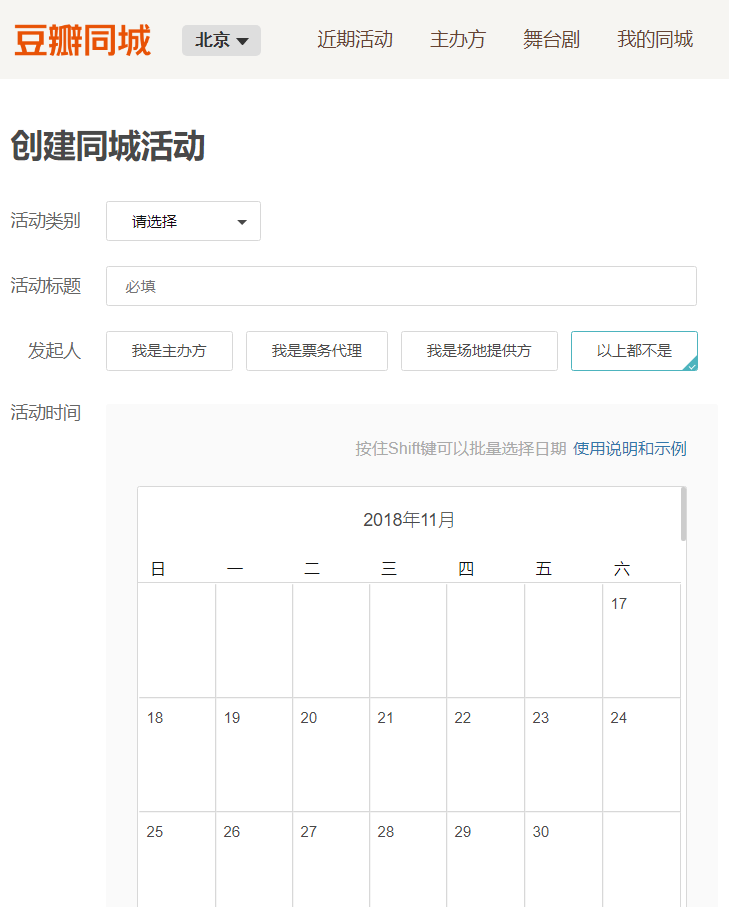 豆瓣同城 北京 近期活动 主办方 舞台剧 我的同城
创建同城活动
活动类别 请选择
活动标题 必填
发起人 我是主办方 我是票务代理 我是场地提供方 以上都不是
活动时间
按住Shift键可以批量选择日期 使用说明和示例
2018年11月
日 一 二 三 四 五 六
17
18 19 20 21 22 23 24
25 26 27 28 29 30